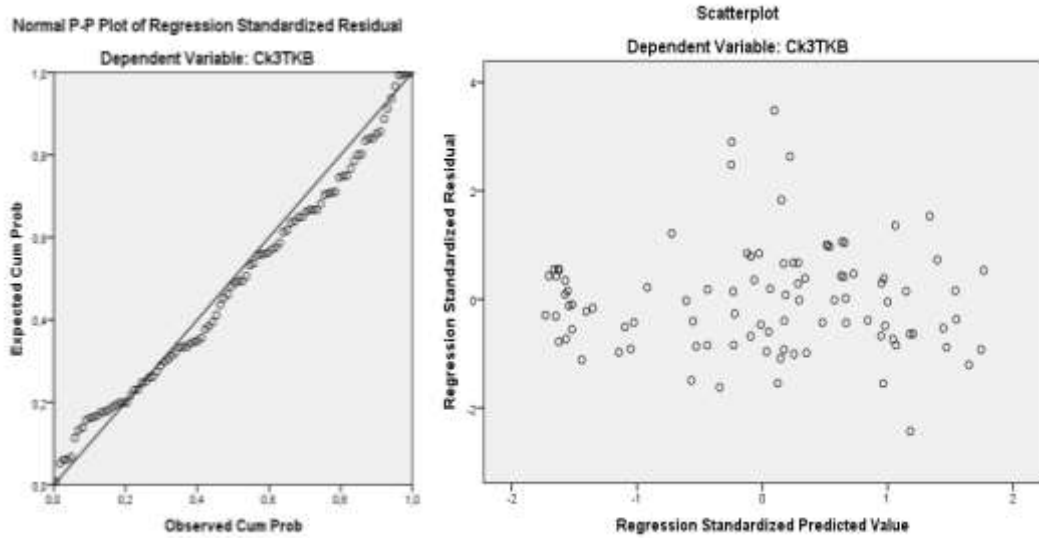 Normal P-P Plot of Regression Standardized Residual
Dependent Variable: Ck3TKB
Expected Cum Prob
1,0
0,8
0,6
0,4
0,2
0,0
0,0 0,2 0,4 0,6 0,8 1,0
Observed Cum Prob
Scatterplot
Dependent Variable: Ck3TKB
Regression Standardized Residual
4
2
0
-2
-2 -1 0 1 2
Regression Standardized Predicted Value